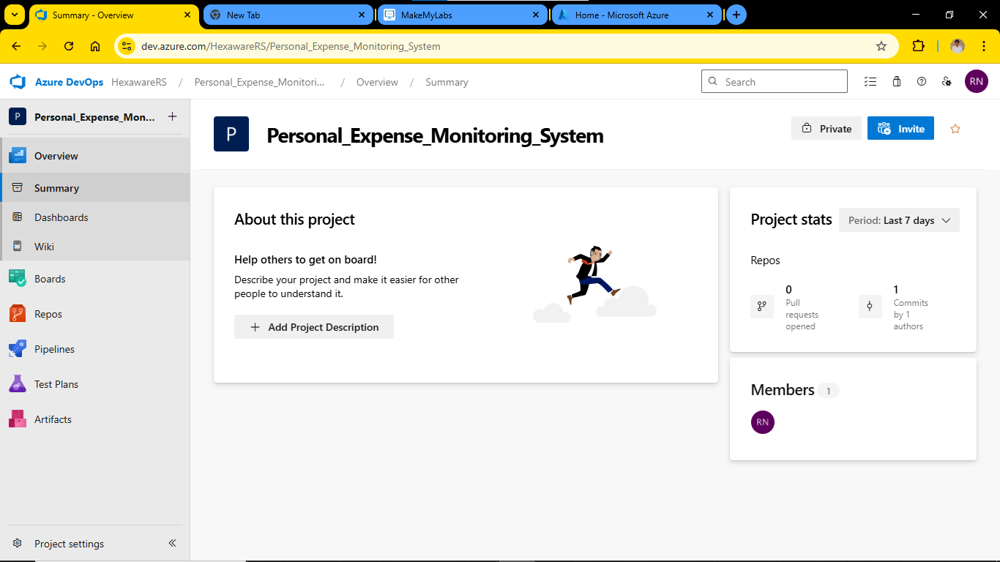 Summary - Overview
New Tab
MakeMyLabs
Home - Microsoft Azure
dev.azure.com/HexawareRS/Personal_Expense_Monitoring_System
Azure DevOps HexawareRS / Personal_Expense_Monitori... / Overview / Summary
Search
RN
P Personal_Expense_Mon...
Overview
Summary
Dashboards
Wiki
Boards
Repos
Pipelines
Test Plans
Artifacts
Project settings
P
Personal_Expense_Monitoring_System
Private
Invite
About this project
Help others to get on board!
Describe your project and make it easier for other
people to understand it.
Add Project Description
Project stats
Period: Last 7 days
Repos
0
Pull
requests
opened
1
Commits
by 1
authors
Members 1
RN